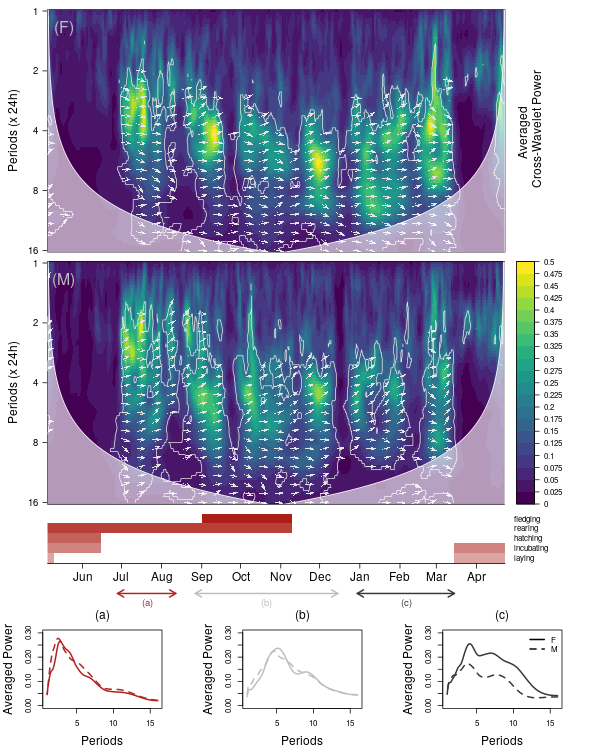 1
(F)
2
4
8
16
Periods (x 24h)
Averaged
Cross-Wavelet Power
1
(M)
2
4
8
16
Periods (x 24h)
0.5
0.475
0.45
0.425
0.4
0.375
0.35
0.325
0.3
0.275
0.25
0.225
0.2
0.175
0.15
0.125
0.1
0.075
0.05
0.025
0
fledging
rearing
hatching
incubating
laying
Jun Jul Aug Sep Oct Nov Dec Jan Feb Mar Apr
(a) (b) (c)
(a) (b) (c)
Averaged Power
0.30
0.20
0.10
0.00
5 10 15
Periods
Averaged Power
0.30
0.20
0.10
0.00
5 10 15
Periods
Averaged Power
0.30
0.20
0.10
0.00
F
M
5 10 15
Periods